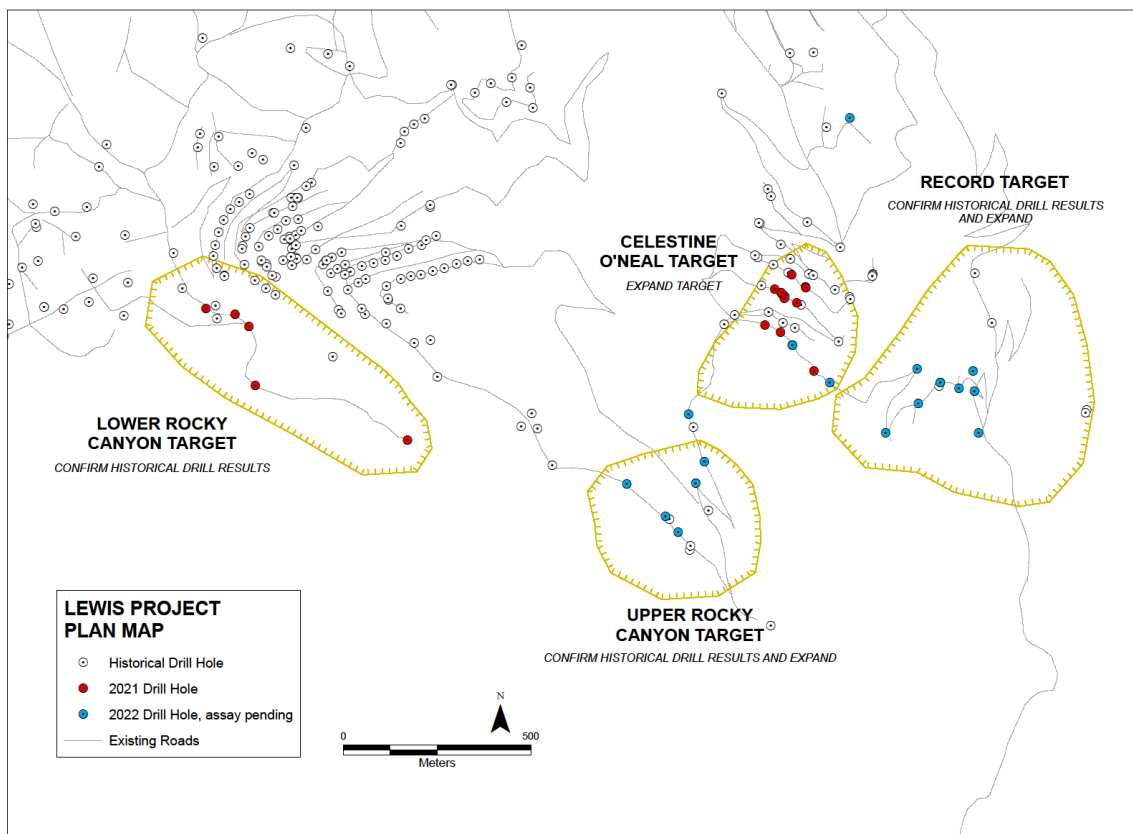 RECORD TARGET
CONFIRM HISTORICAL DRILL RESULTS
AND EXPAND
CELESTINE
O'NEAL TARGET
EXPAND TARGET
LOWER ROCKY
CANYON TARGET
CONFIRM HISTORICAL DRILL RESULTS
UPPER ROCKY
CANYON TARGET
CONFIRM HISTORICAL DRILL RESULTS AND EXPAND
LEWIS PROJECT
PLAN MAP
Historical Drill Hole
2021 Drill Hole
2022 Drill Hole, assay pending
Existing Roads
N
0 500
Meters